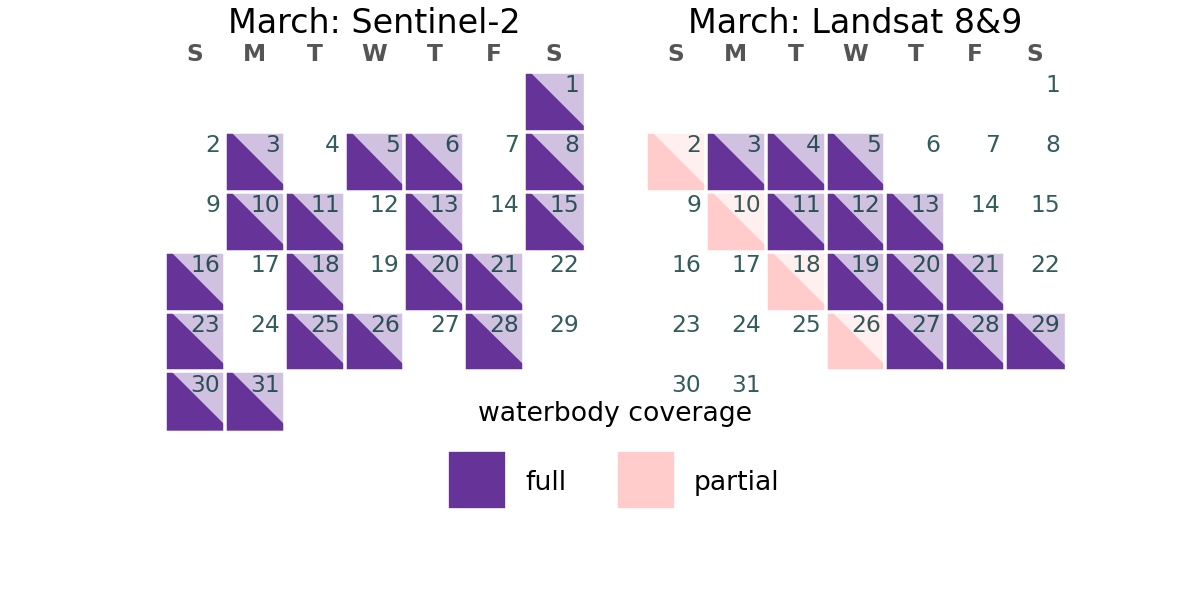 March: Sentinel-2
S M T W T F S
1
2 3 4 5 6 7 8
9 10 11 12 13 14 15
16 17 18 19 20 21 22
23 24 25 26 27 28 29
30 31
March: Landsat 8&9
S M T W T F S
1
2 3 4 5 6 7 8
9 10 11 12 13 14 15
16 17 18 19 20 21 22
23 24 25 26 27 28 29
30 31
waterbody coverage
full partial